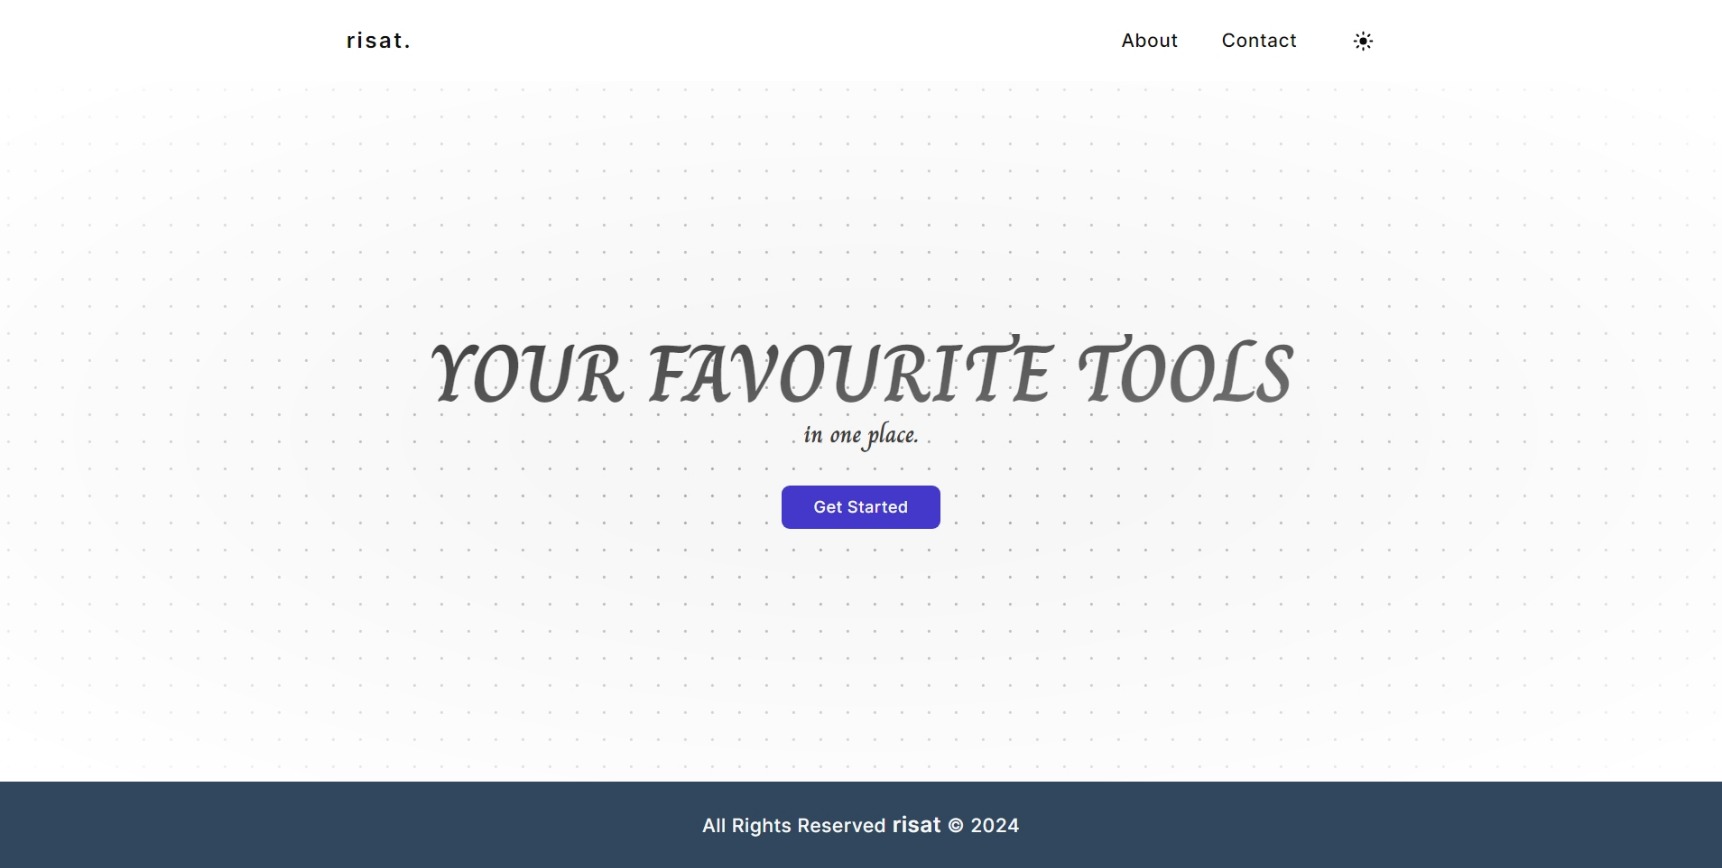 risat.
About Contact
YOUR FAVOURITE TOOLS
in one place.
Get Started
All Rights Reserved risat © 2024